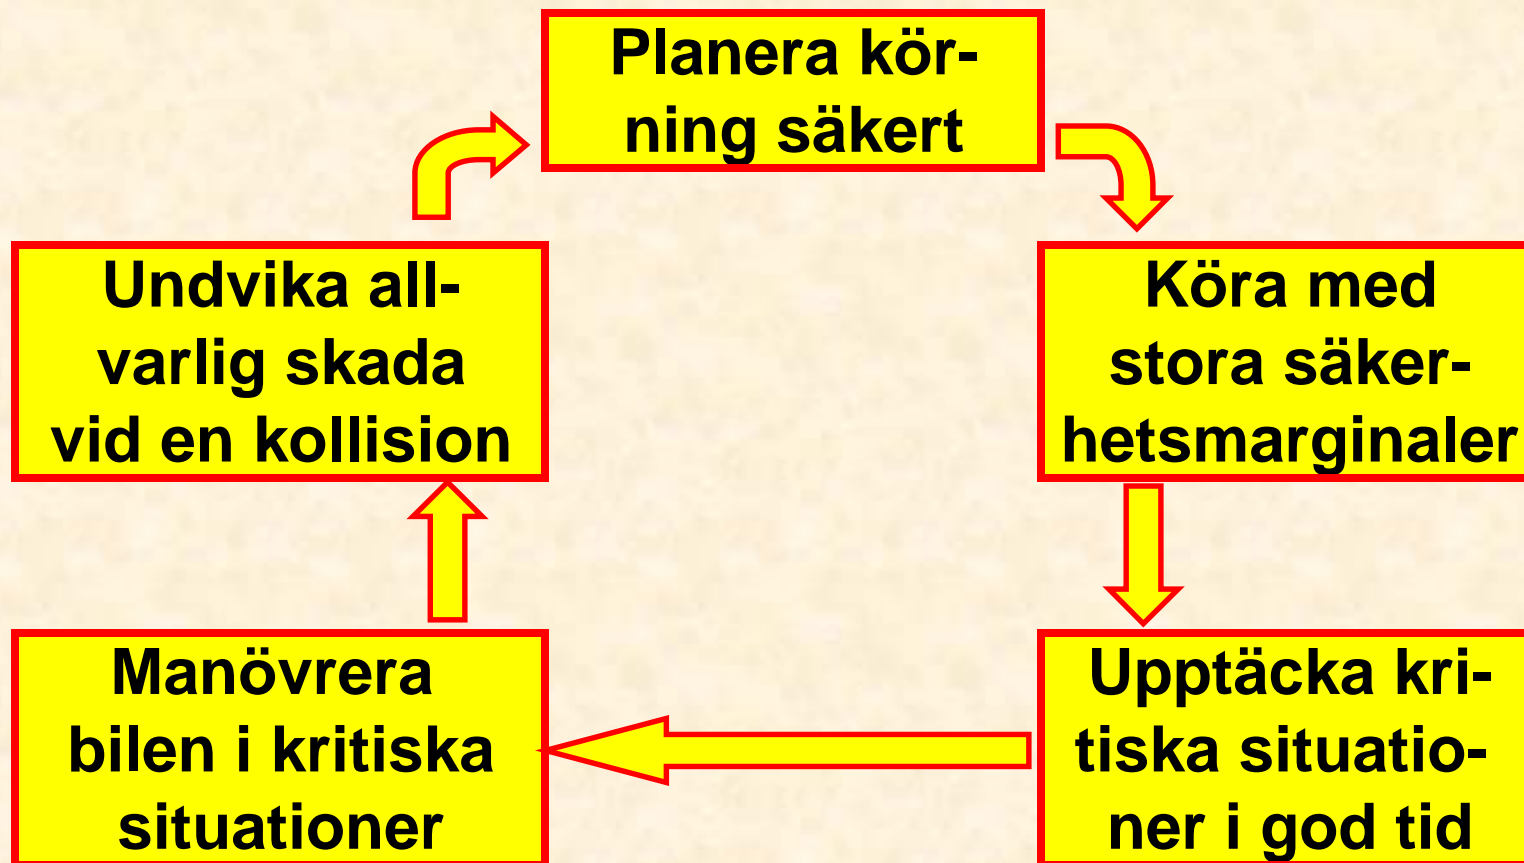 Planera kör-
ning säkert
Undvika all-
varlig skada
vid en kollision
Köra med
stora säker-
hetsmarginaler
Manövrera
bilen i kritiska
situationer
Upptäcka kri-
tiska situatio-
ner i god tid